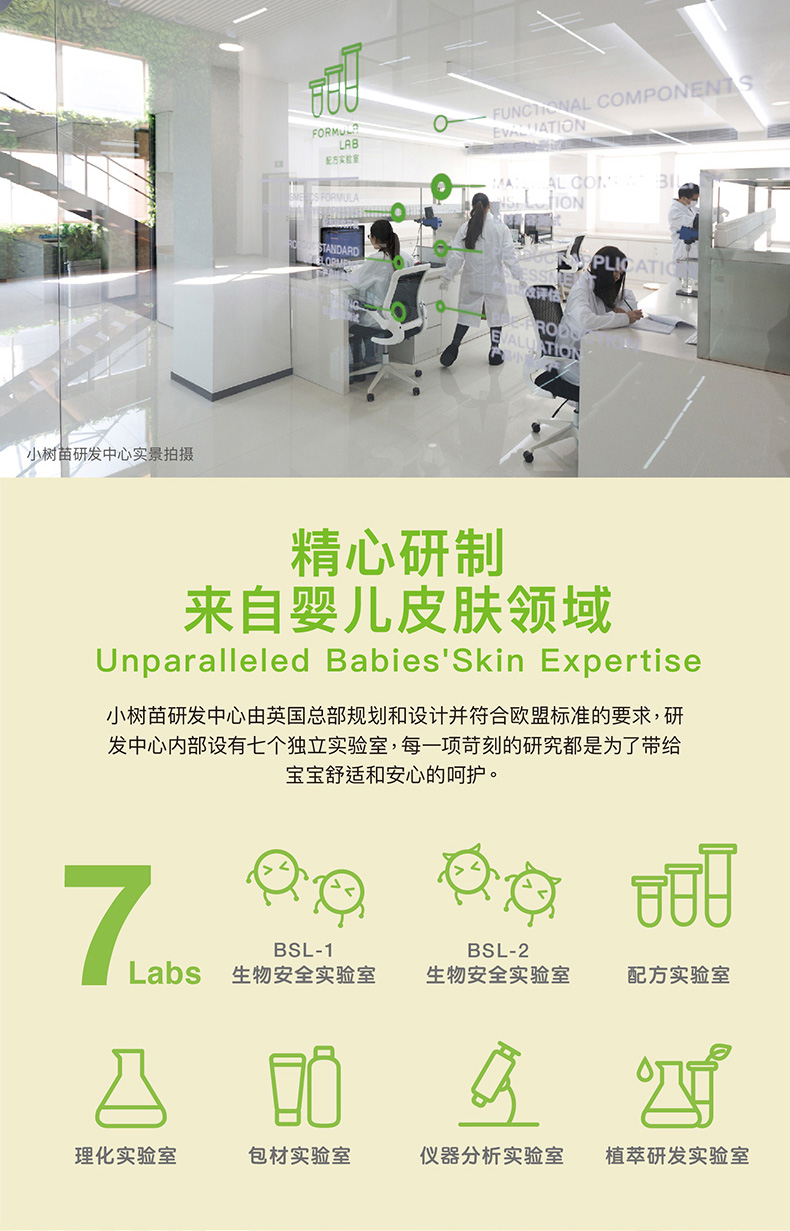 FORMULA
LAB
配方实验室
FUNCTIONAL COMPONENTS
EVALUATION
FORMULA
STANDARD
EVALUATION
小树苗研发中心实景拍摄
精心研制
来自婴儿皮肤领域
Unparalleled Babies'Skin Expertise
小树苗研发中心由英国总部规划和设计并符合欧盟标准的要求,研
发中心内部设有七个独立实验室,每一项苛刻的研究都是为了带给
宝宝舒适和安心的呵护。
7 Labs
BSL-1
生物安全实验室
BSL-2
生物安全实验室
配方实验室
理化实验室
包材实验室
仪器分析实验室
植萃研发实验室